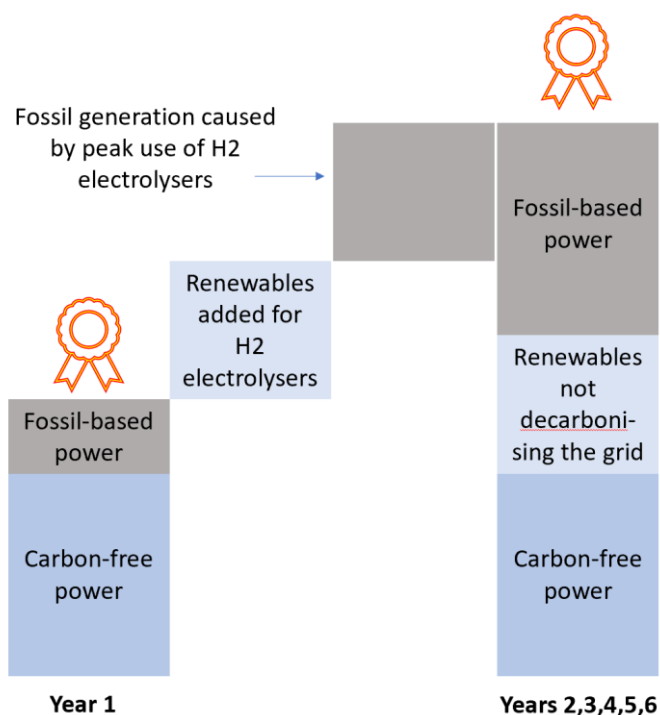 Fossil generation caused
by peak use of H2
electrolysers
Fossil-based
power
Renewables
added for
H2
electrolysers
Renewables
not
decarboni-
sing the grid
Fossil-based
power
Carbon-free
power
Carbon-free
power
Year 1
Years 2,3,4,5,6